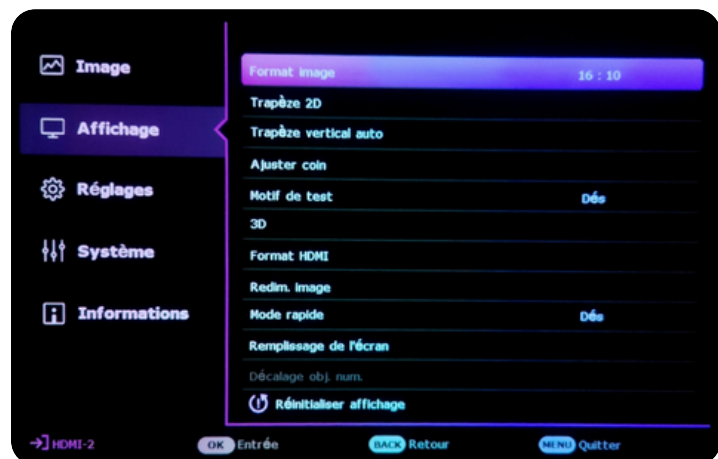 Image
Affichage
Réglages
Système
Informations
Format image 16 : 10
Trapèze 2D
Trapèze vertical auto
Ajuster coin
Motif de test Dés
3D
Format HDMI
Redim. image
Mode rapide Dés
Remplissage de l'écran
Décalage obj. num.
Réinitialiser affichage
HDMI-2 OK Entrée BACK Retour MENU Quitter